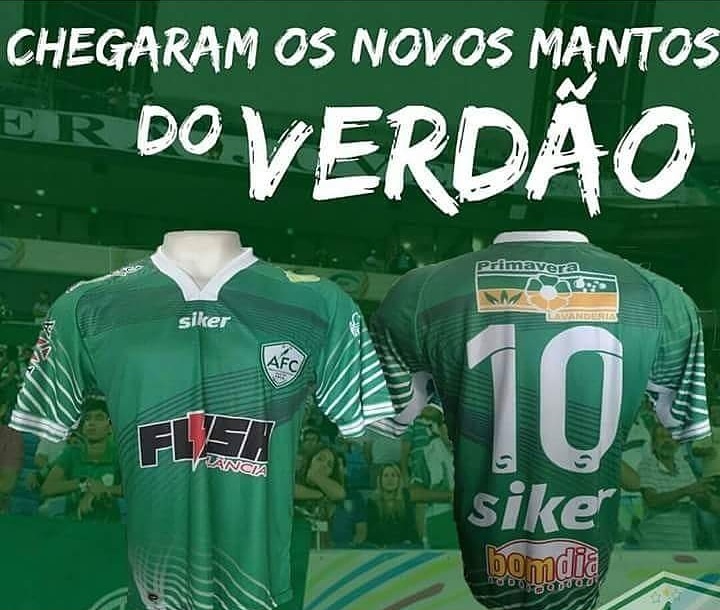 CHEGARAM OS NOVOS MANTOS
DO VERDÃO
siker
AFC
FLASH
Primavera
LAVANDERIA
10
siker
bomdia